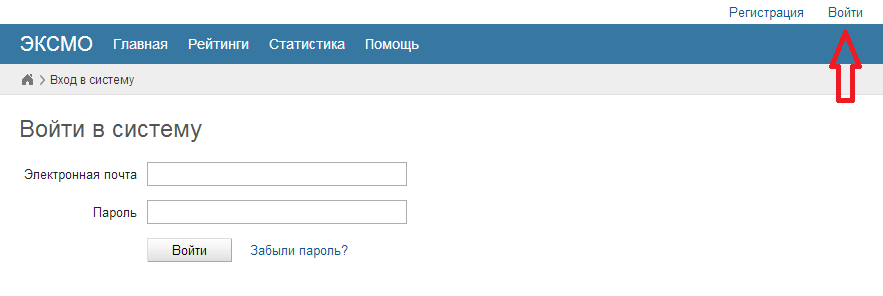 Регистрация Войти
ЭКСМО Главная Рейтинги Статистика Помощь
Вход в систему
Войти в систему
Электронная почта
Пароль
Войти Забыли пароль?